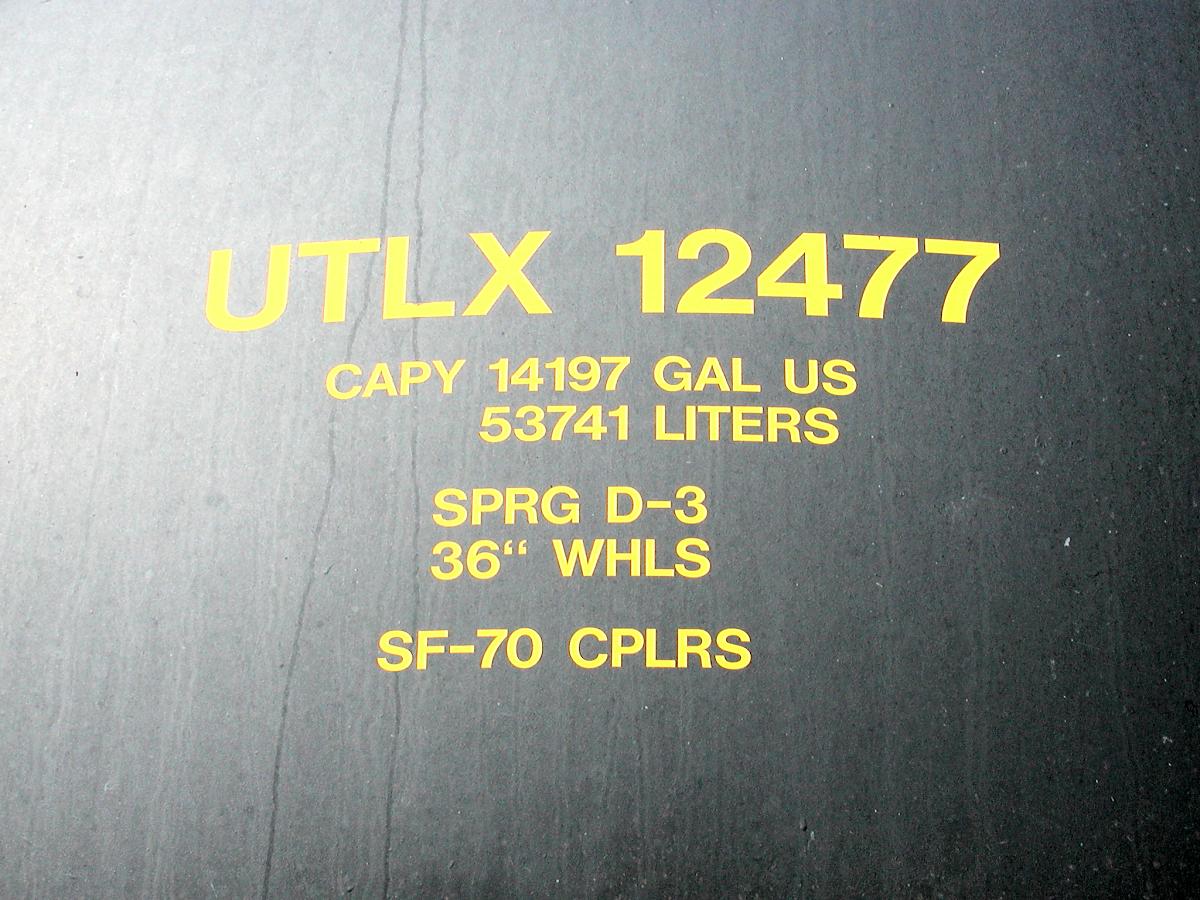 UTLX 12477
CAPY 14197 GAL US
53741 LITERS
SPRG D-3
36“ WHLS
SF-70 CPLRS